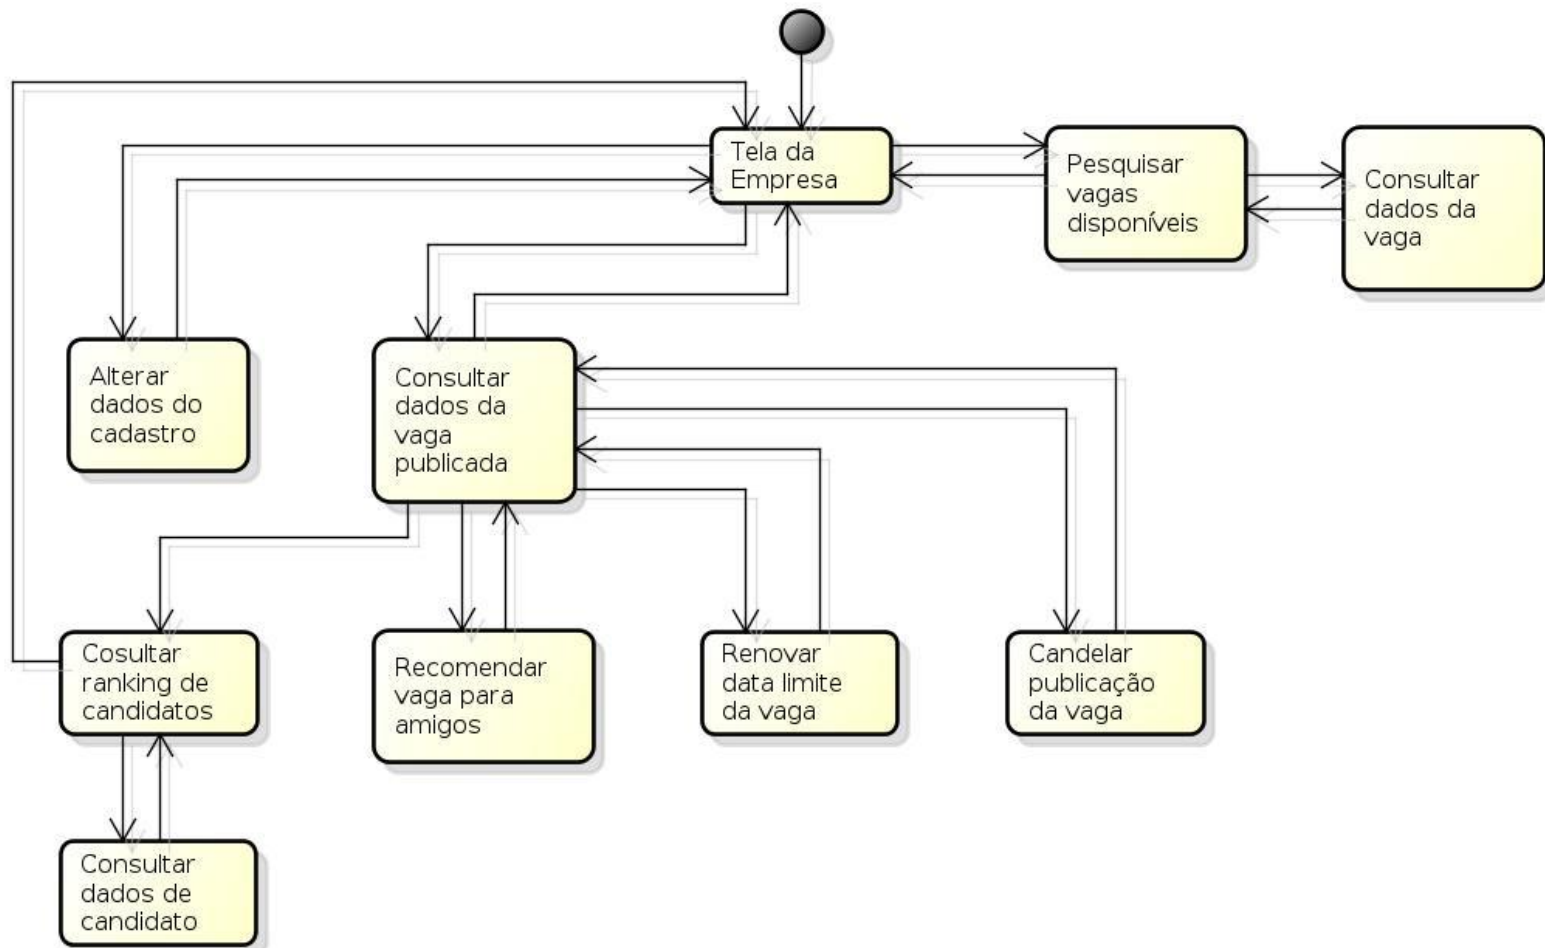 Tela da
Empresa
Pesquisar
vagas
disponíveis
Consultar
dados da
vaga
Alterar
dados do
cadastro
Consultar
dados da
vaga
publicada
Cosultar
ranking de
candidatos
Recomendar
vaga para
amigos
Renovar
data limite
da vaga
Candelar
publicação
da vaga
Consultar
dados de
candidato